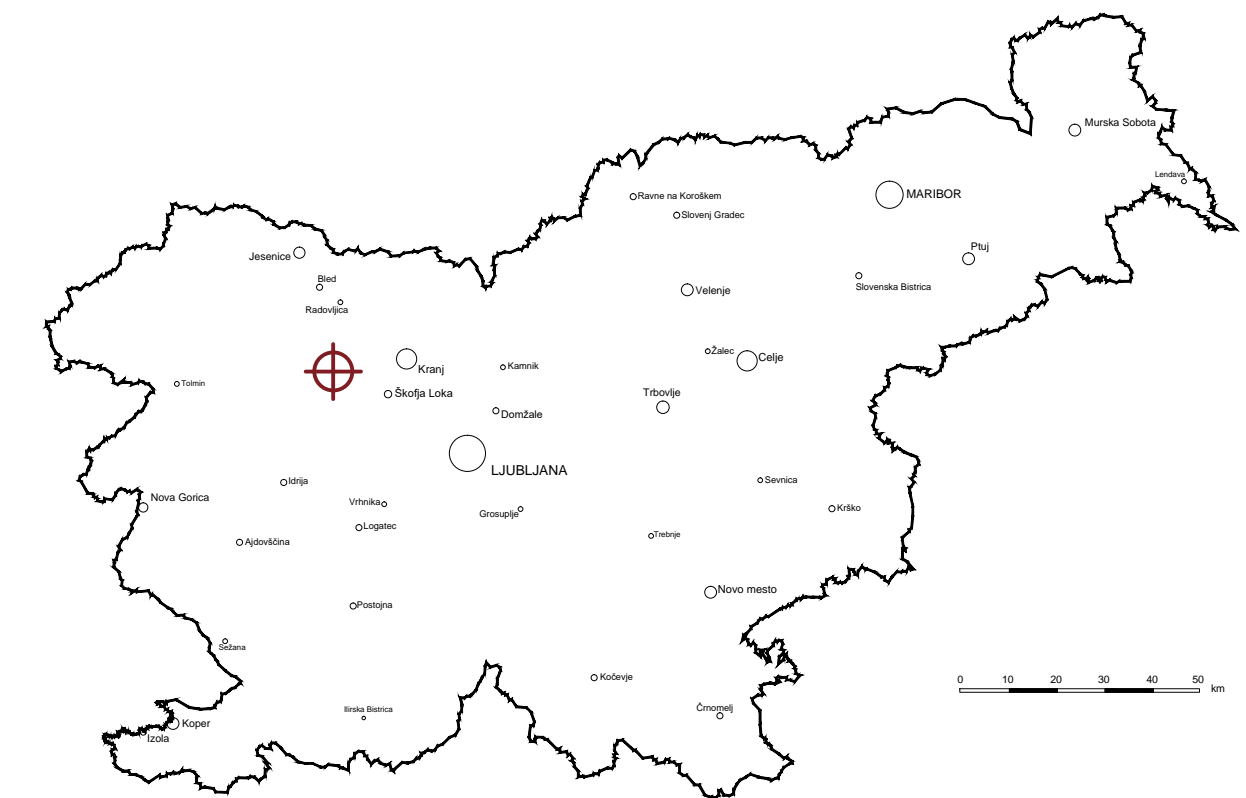 Murska Sobota
Lendava
Ravne na Koroškem
MARIBOR
Slovenj Gradec
Ptuj
Jesenice
Bled
Slovenska Bistrica
Velenje
Radovljica
Žalec
Celje
Kranj
Kamnik
Tolmin
Škofja Loka
Trbovlje
Domžale
LJUBLJANA
Idrija
Sevnica
Nova Gorica
Vrhnika
Grosuplje
Krško
Logatec
Trebnje
Ajdovščina
Novo mesto
Postojna
Sežana
Kočevje
0 10 20 30 40 50 km
Ilirska Bistrica
Črnomelj
Koper
Izola